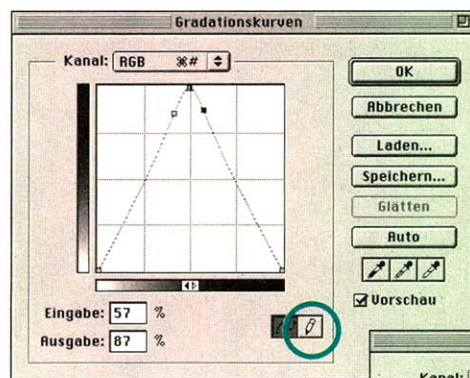 Gradationskurven
Kanal: RGB ⌘#
OK
Abbrechen
Laden...
Speichern...
Glätten
Auto
Vorschau
Eingabe: 57 %
Ausgabe: 87 %
Kanal: